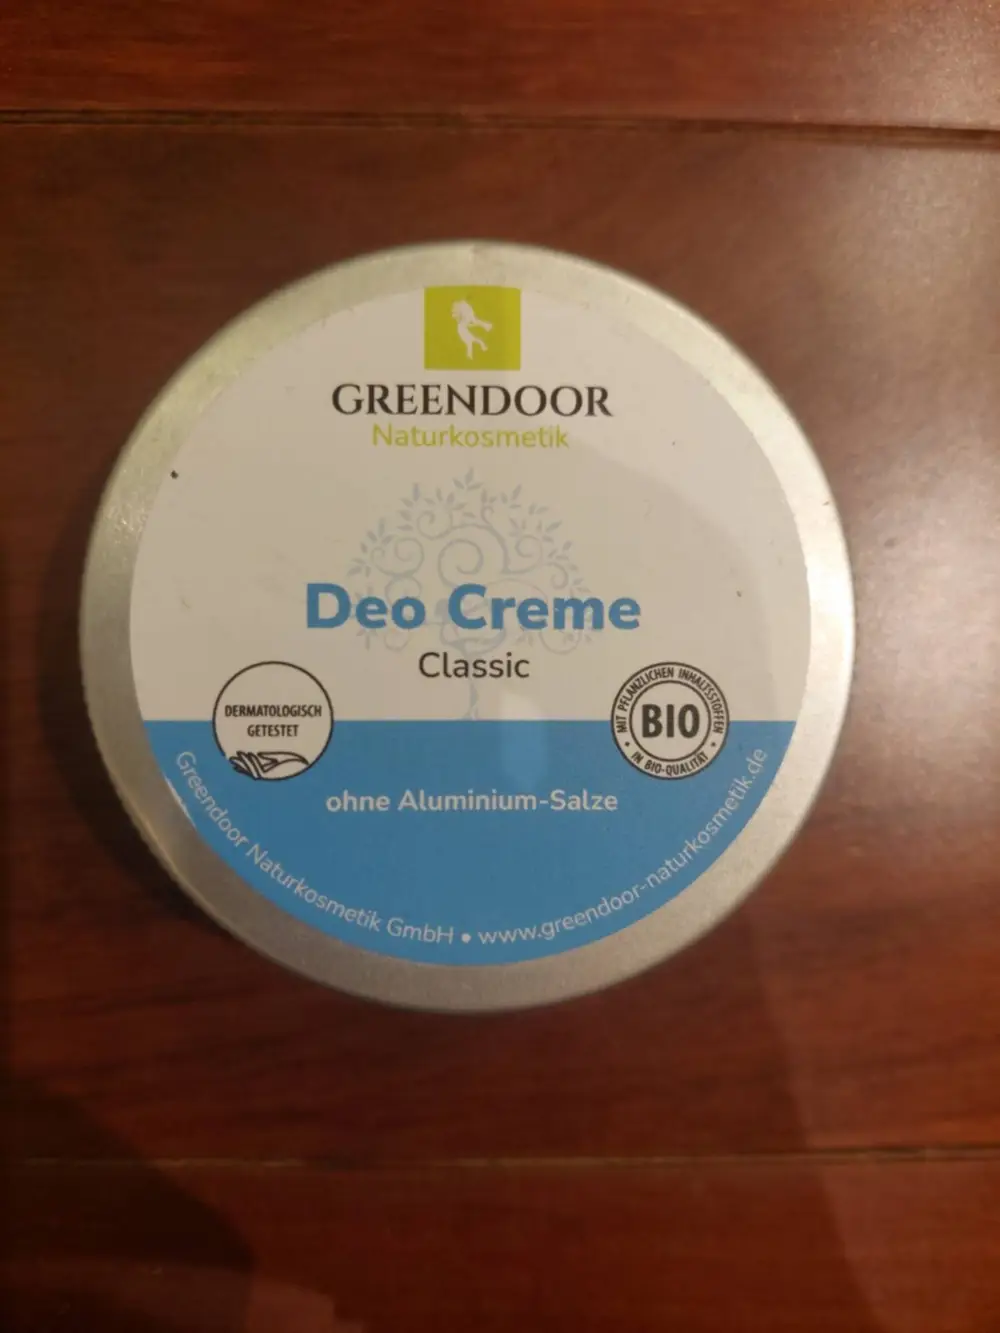 GREENDOOR
Naturkosmetik
Deo Creme
Classic
DERMATOLOGISCH
GETESTET
MIT PFLANZLICHEN INHALTSSTOFFEN
BIO
• IN BIO-QUALITÄT •
ohne Aluminium-Salze
Greendoor Naturkosmetik GmbH • www.greendoor-naturkosmetik.de